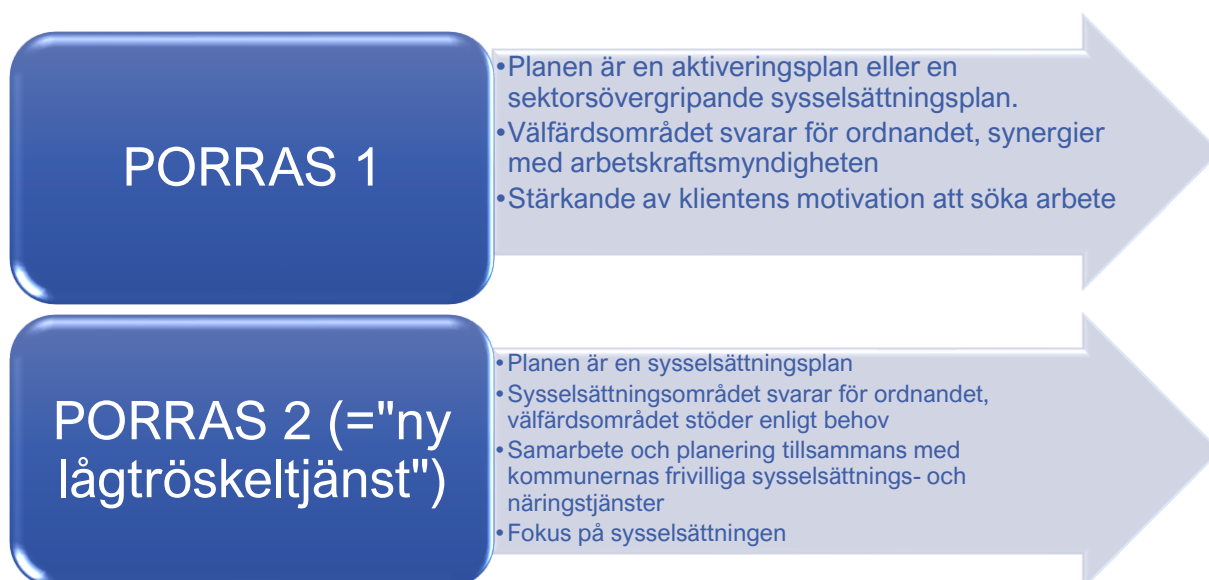 PORRAS 1
•Planen är en aktiveringsplan eller en
sektorsövergripande sysselsättningsplan.
•Välfärdsområdet svarar för ordnandet, synergier
med arbetskraftsmyndigheten
•Stärkande av klientens motivation att söka arbete
PORRAS 2 (="ny
lågtröskeltjänst")
•Planen är en sysselsättningsplan
•Sysselsättningsområdet svarar för ordnandet,
välfärdsområdet stöder enligt behov
•Samarbete och planering tillsammans med
kommunernas frivilliga sysselsättnings- och
näringstjänster
•Fokus på sysselsättningen